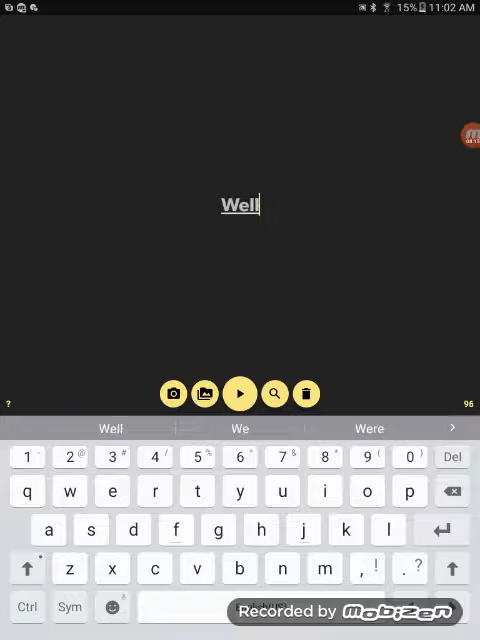 15% 11:02 AM
Well
?
96
Well We Were >
1 - 2 @ 3 # 4 / 5 % 6 ^ 7 & 8 * 9 ( 0 ) Del
q w e r t y u i o p
a s d f g h j k l
z x c v b n m , ! . ?
Ctrl Sym
Recorded by mobizen